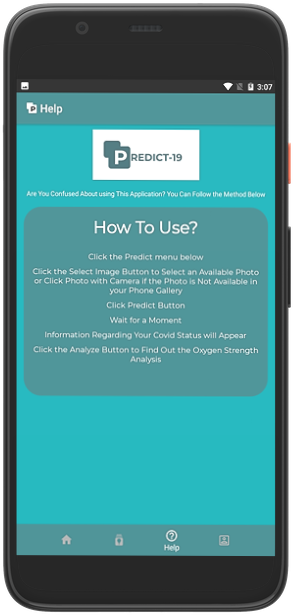 3:07
Help
PREDICT-19
Are You Confused About using This Application? You Can Follow the Method Below
How To Use?
Click the Predict menu below
Click the Select Image Button to Select an Available Photo
or Click Photo with Camera if the Photo is Not Available in
your Phone Gallery
Click Predict Button
Wait for a Moment
Information Regarding Your Covid Status will Appear
Click the Analyze Button to Find Out the Oxygen Strength
Analysis
Help